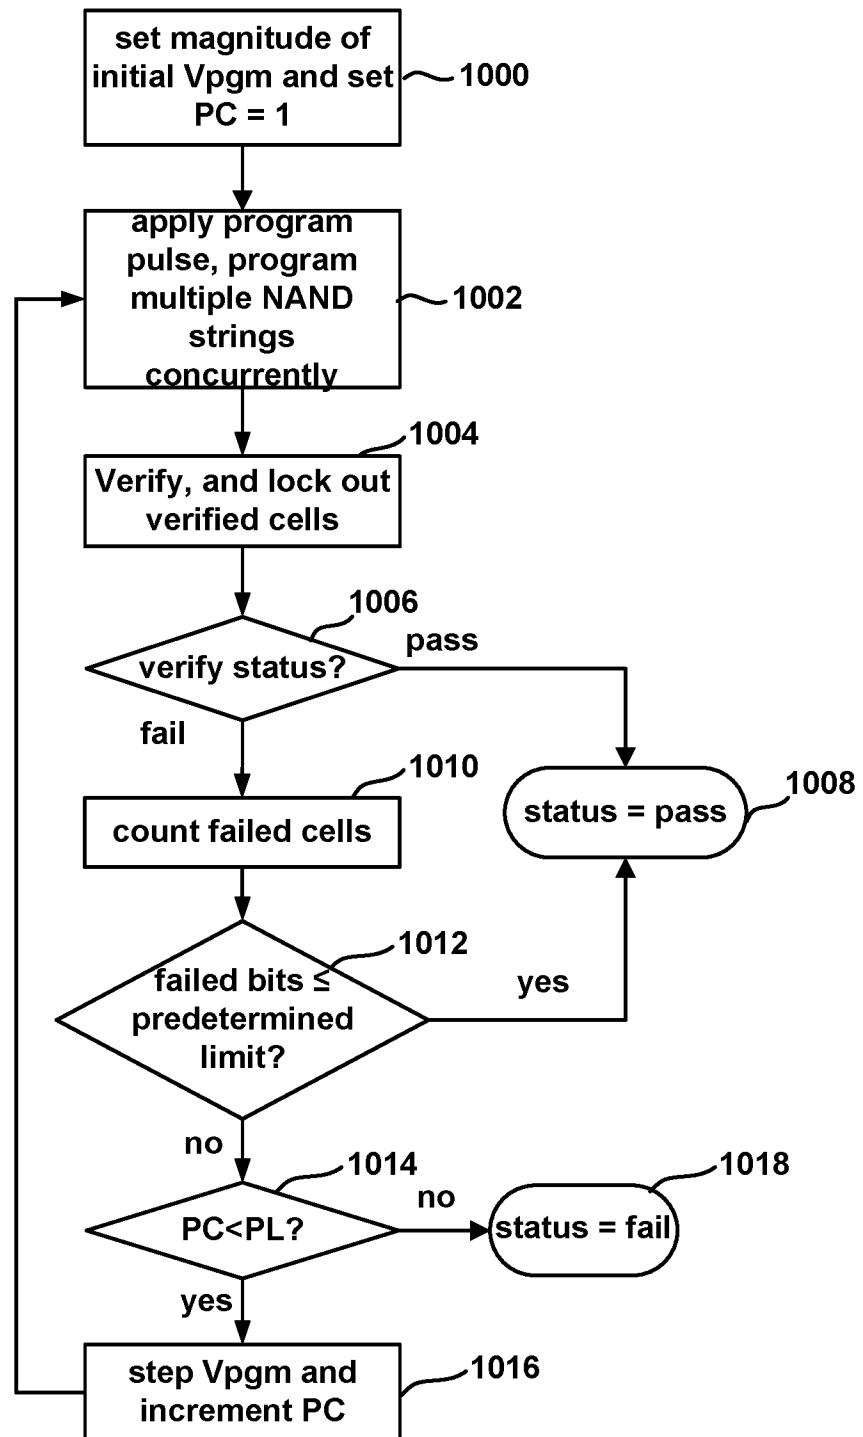 set magnitude of
initial Vpgm and set
PC = 1
1000
apply program
pulse, program
multiple NAND
strings
concurrently
1002
1004
Verify, and lock out
verified cells
1006
verify status?
pass
fail
1010
count failed cells
1008
status = pass
1012
failed bits ≤
predetermined
limit?
yes
no
1014
PC<PL?
no
1018
status = fail
yes
step Vpgm and
increment PC
1016